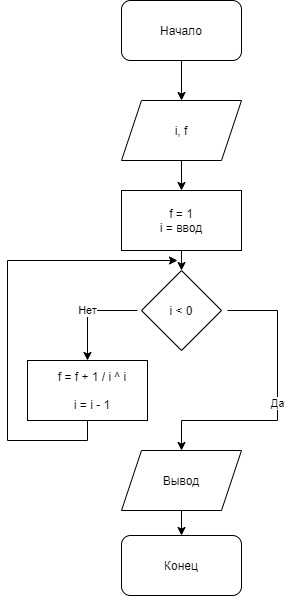 Начало
i, f
f = 1
i = ввод
i < 0
Нет
f = f + 1 / i ^ i
i = i - 1
Да
Вывод
Конец